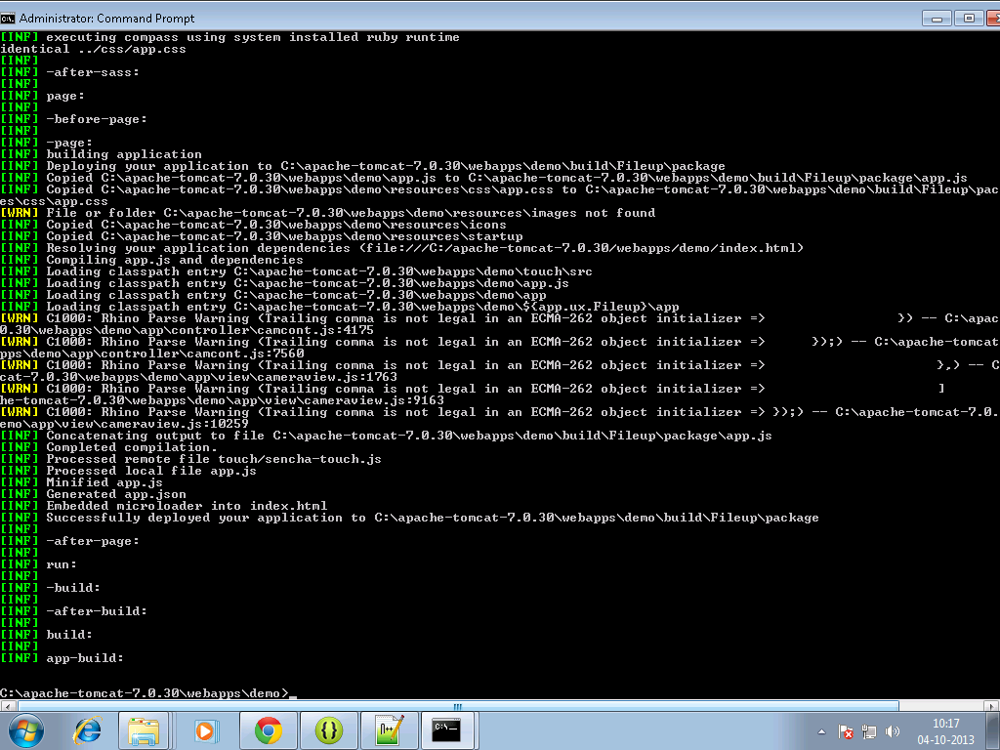 Administrator: Command Prompt
[INF] executing compass using system installed ruby runtime
identical ../css/app.css
[INF]
[INF] -after-sass:
[INF]
[INF] page:
[INF]
[INF] -before-page:
[INF]
[INF] -page:
[INF] building application
[INF] Deploying your application to C:\apache-tomcat-7.0.30\webapps\demo\build\Fileup\package
[INF] Copied C:\apache-tomcat-7.0.30\webapps\demo\app.js to C:\apache-tomcat-7.0.30\webapps\demo\build\Fileup\package\app.js
[INF] Copied C:\apache-tomcat-7.0.30\webapps\demo\resources\css\app.css to C:\apache-tomcat-7.0.30\webapps\demo\build\Fileup\pac
es\css\app.css
[WRN] File or folder C:\apache-tomcat-7.0.30\webapps\demo\resources\images not found
[INF] Copied C:\apache-tomcat-7.0.30\webapps\demo\resources\icons
[INF] Copied C:\apache-tomcat-7.0.30\webapps\demo\resources\startup
[INF] Resolving your application dependencies (file:///C:/apache-tomcat-7.0.30/webapps/demo/index.html)
[INF] Compiling app.js and dependencies
[INF] Loading classpath entry C:\apache-tomcat-7.0.30\webapps\demo\touch\src
[INF] Loading classpath entry C:\apache-tomcat-7.0.30\webapps\demo\app.js
[INF] Loading classpath entry C:\apache-tomcat-7.0.30\webapps\demo\app
[INF] Loading classpath entry C:\apache-tomcat-7.0.30\webapps\demo\${app.ux.Fileup}\app
[WRN] C1000: Rhino Parse Warning (Trailing comma is not legal in an ECMA-262 object initializer => }) -- C:\apac
0.30\webapps\demo\app\controller\camcont.js:4175
[WRN] C1000: Rhino Parse Warning (Trailing comma is not legal in an ECMA-262 object initializer => });) -- C:\apache-tomcat
pps\demo\app\controller\camcont.js:7560
[WRN] C1000: Rhino Parse Warning (Trailing comma is not legal in an ECMA-262 object initializer => },) -- C
cat-7.0.30\webapps\demo\app\view\cameraview.js:1763
[WRN] C1000: Rhino Parse Warning (Trailing comma is not legal in an ECMA-262 object initializer => ]
he-tomcat-7.0.30\webapps\demo\app\view\cameraview.js:9163
[WRN] C1000: Rhino Parse Warning (Trailing comma is not legal in an ECMA-262 object initializer => });) -- C:\apache-tomcat-7.0.
emo\app\view\cameraview.js:10259
[INF] Concatenating output to file C:\apache-tomcat-7.0.30\webapps\demo\build\Fileup\package\app.js
[INF] Completed compilation.
[INF] Processed remote file touch/sencha-touch.js
[INF] Processed local file app.js
[INF] Minified app.js
[INF] Generated app.json
[INF] Embedded microloader into index.html
[INF] Successfully deployed your application to C:\apache-tomcat-7.0.30\webapps\demo\build\Fileup\package
[INF]
[INF] -after-page:
[INF]
[INF] run:
[INF]
[INF] -build:
[INF]
[INF] -after-build:
[INF]
[INF] build:
[INF]
[INF] app-build:
C:\apache-tomcat-7.0.30\webapps\demo>_
10:17
04-10-2013